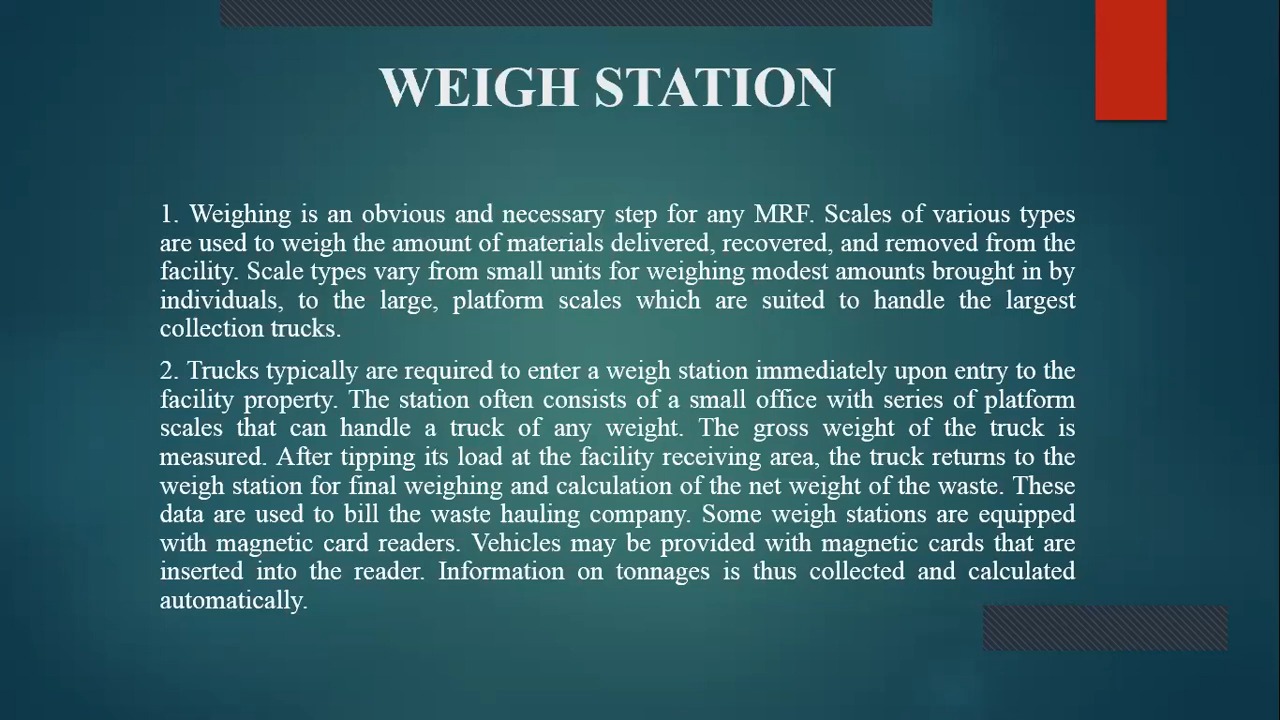 WEIGH STATION
1. Weighing is an obvious and necessary step for any MRF. Scales of various types
are used to weigh the amount of materials delivered, recovered, and removed from the
facility. Scale types vary from small units for weighing modest amounts brought in by
individuals, to the large, platform scales which are suited to handle the largest
collection trucks.
2. Trucks typically are required to enter a weigh station immediately upon entry to the
facility property. The station often consists of a small office with series of platform
scales that can handle a truck of any weight. The gross weight of the truck is
measured. After tipping its load at the facility receiving area, the truck returns to the
weigh station for final weighing and calculation of the net weight of the waste. These
data are used to bill the waste hauling company. Some weigh stations are equipped
with magnetic card readers. Vehicles may be provided with magnetic cards that are
inserted into the reader. Information on tonnages is thus collected and calculated
automatically.